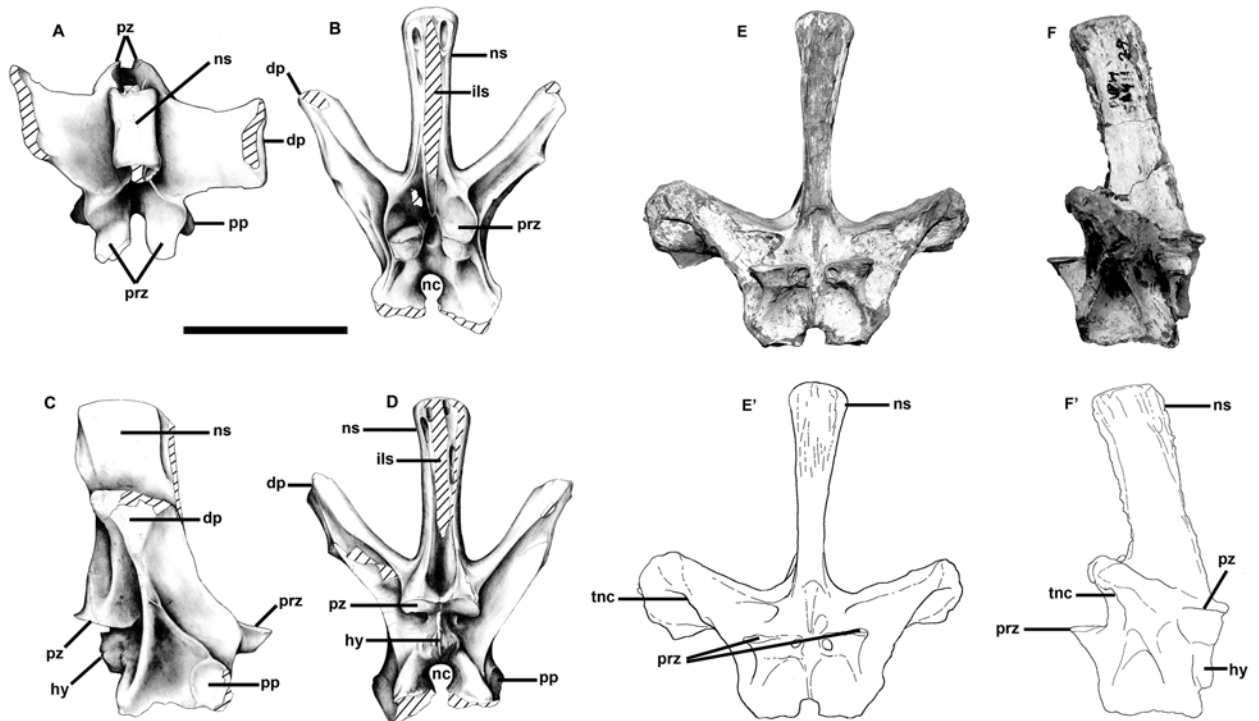 A
pz
ns
dp
pp
prz
B
dp
ns
ils
prz
nc
E
F
C
ns
dp
prz
pz
hy
pp
D
ns
ils
dp
pz
hy
nc
pp
E'
ns
tnc
prz
F'
ns
pz
tnc
prz
hy